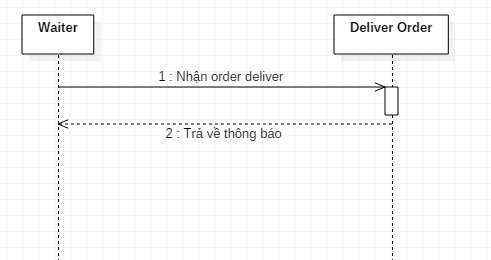 Waiter
Deliver Order
1 : Nhận order deliver
2 : Trả về thông báo